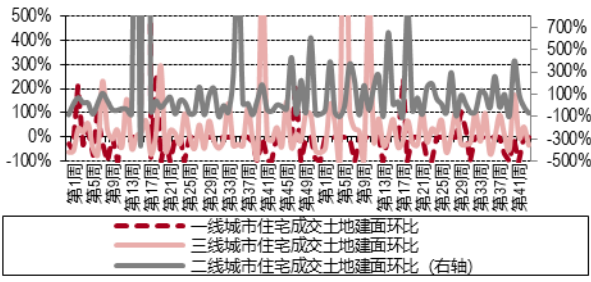 500%
400%
300%
200%
100%
0%
-100%
700%
500%
300%
100%
-100%
-300%
-500%
第1周
第5周
第9周
第13周
第17周
第21周
第25周
第29周
第33周
第37周
第41周
第45周
第49周
第1周
第5周
第9周
第13周
第17周
第21周
第25周
第29周
第33周
第37周
第41周
一线城市住宅成交土地建面环比
三线城市住宅成交土地建面环比
二线城市住宅成交土地建面环比 (右轴)